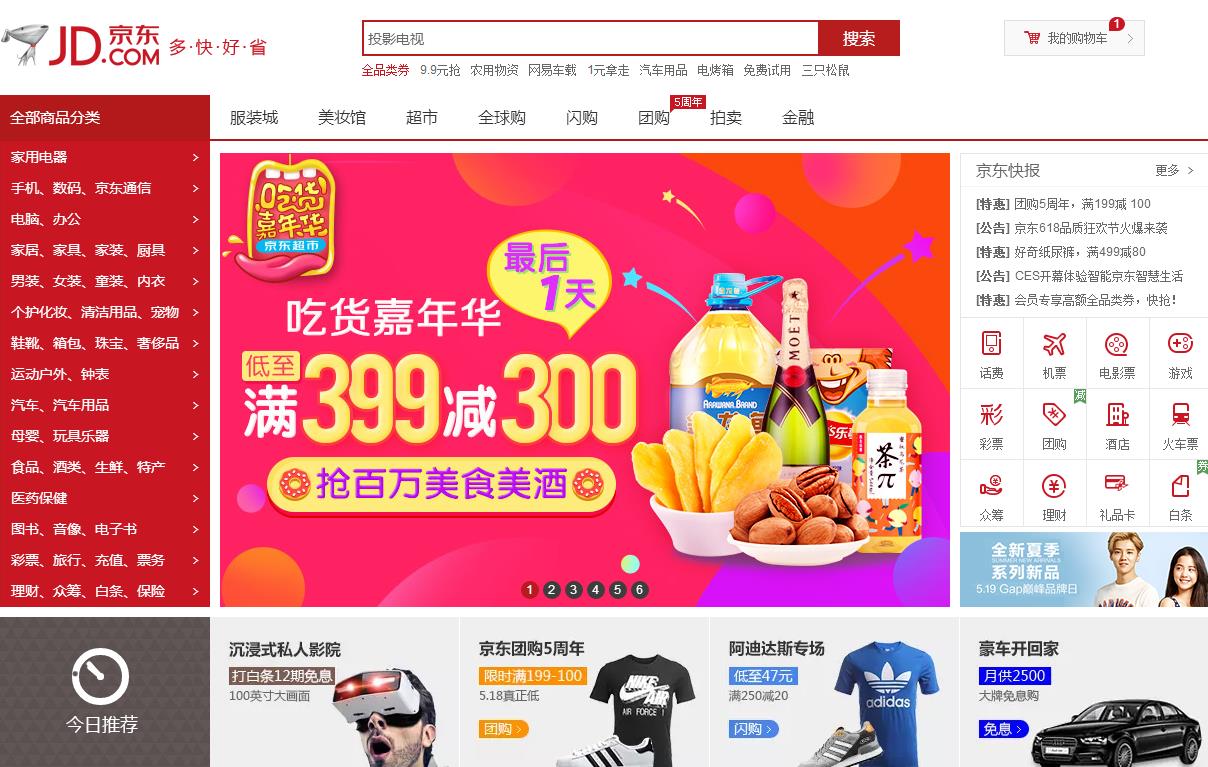 JD 京东
.COM
多·快·好·省
投影电视
搜索
1
我的购物车
全品类券 9.9元抢 农用物资 网易车载 1元拿走 汽车用品 电烤箱 免费试用 三只松鼠
全部商品分类
服装城 美妆馆 超市 全球购 闪购 团购 拍卖 金融
5周年
家用电器
手机、数码、京东通信
电脑、办公
家居、家具、家装、厨具
男装、女装、童装、内衣
个护化妆、清洁用品、宠物
鞋靴、箱包、珠宝、奢侈品
运动户外、钟表
汽车、汽车用品
母婴、玩具乐器
食品、酒类、生鲜、特产
医药保健
图书、音像、电子书
彩票、旅行、充值、票务
理财、众筹、白条、保险
吃货
嘉年华
京东超市
最后
1天
吃货嘉年华
低至
满399减300
抢百万美食美酒
ARAWANA BRAND
MOËT
茶π
1 2 3 4 5 6
京东快报
更多 >
[特惠] 团购5周年，满199减 100
[公告] 京东618品质狂欢节火爆来袭
[特惠] 好奇纸尿裤，满499减80
[公告] CES开幕体验智能京东智慧生活
[特惠] 会员专享高额全品类券，快抢！
话费 机票 电影票 游戏
减
彩票 团购 酒店 火车票
众筹 理财 礼品卡 白条
全新夏季
SUMMER NEW ARRIVALS
系列新品
5.19 Gap巅峰品牌日
今日推荐
沉浸式私人影院
打白条12期免息
100英寸大画面
京东团购5周年
限时满199-100
5.18真正低
团购 >
NIKE
AIR
AIR FORCE 1
阿迪达斯专场
低至47元
满250减20
闪购 >
adidas
豪车开回家
月供2500
大牌免息购
免息 >